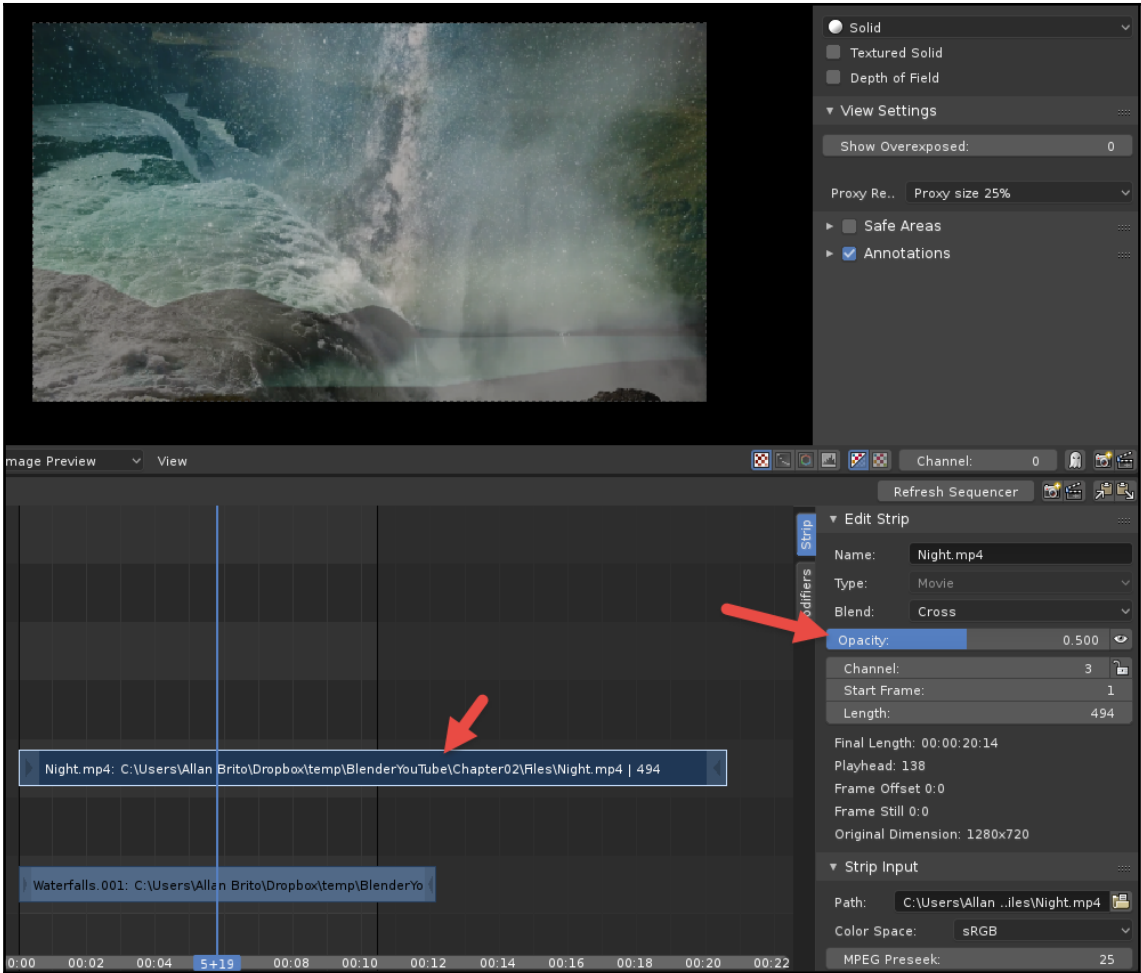 Solid
Textured Solid
Depth of Field
View Settings
Show Overexposed: 0
Proxy Re.. Proxy size 25%
Safe Areas
Annotations
mage Preview View
Channel: 0
Refresh Sequencer
Strip
odifiers
Edit Strip
Name: Night.mp4
Type: Movie
Blend: Cross
Opacity: 0.500
Channel: 3
Start Frame: 1
Length: 494
Final Length: 00:00:20:14
Playhead: 138
Frame Offset 0:0
Frame Still 0:0
Original Dimension: 1280x720
Strip Input
Path: C:\Users\Allan ..iles\Night.mp4
Color Space: sRGB
MPEG Preseek: 25
Night.mp4: C:\Users\Allan Brito\Dropbox\temp\BlenderYouTube\Chapter02\Files\Night.mp4 | 494
Waterfalls.001: C:\Users\Allan Brito\Dropbox\temp\BlenderYo
0:00 00:02 00:04 5+19 00:08 00:10 00:12 00:14 00:16 00:18 00:20 00:22